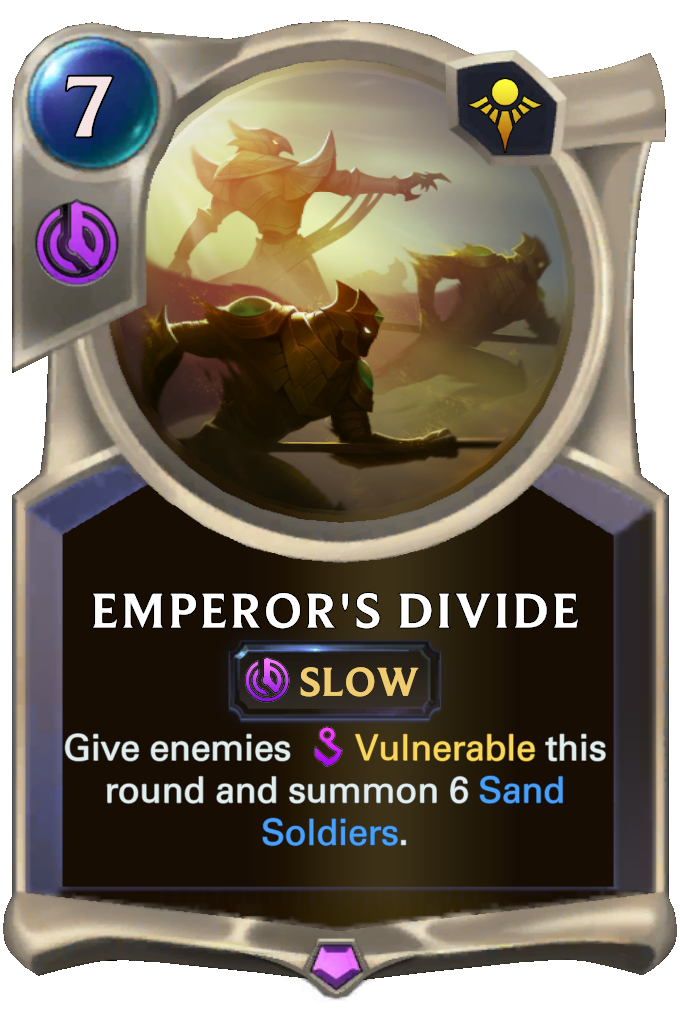 7
EMPEROR'S DIVIDE
SLOW
Give enemies Vulnerable this
round and summon 6 Sand
Soldiers.